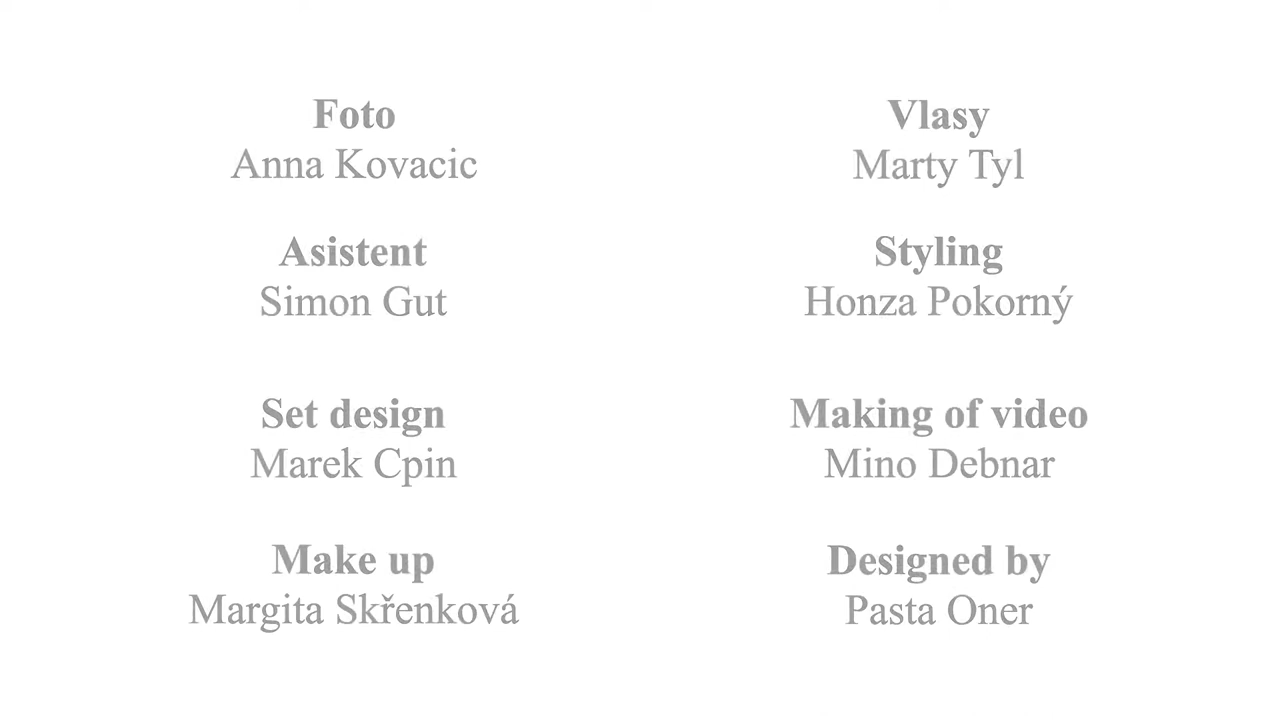 Foto
Anna Kovacic
Asistent
Simon Gut
Set design
Marek Cpin
Make up
Margita Skřenková
Vlasy
Marty Tyl
Styling
Honza Pokorný
Making of video
Mino Debnar
Designed by
Pasta Oner